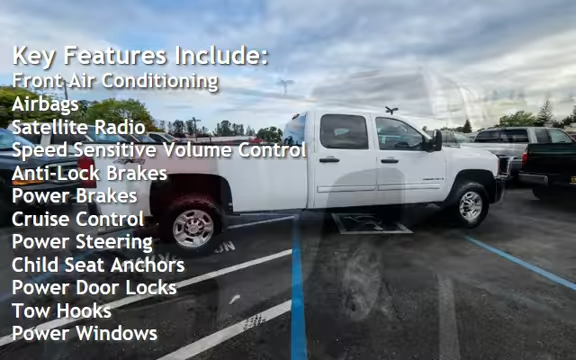 Key Features Include:
Front Air Conditioning
Airbags
Satellite Radio
Speed Sensitive Volume Control
Anti-Lock Brakes
Power Brakes
Cruise Control
Power Steering
Child Seat Anchors
Power Door Locks
Tow Hooks
Power Windows